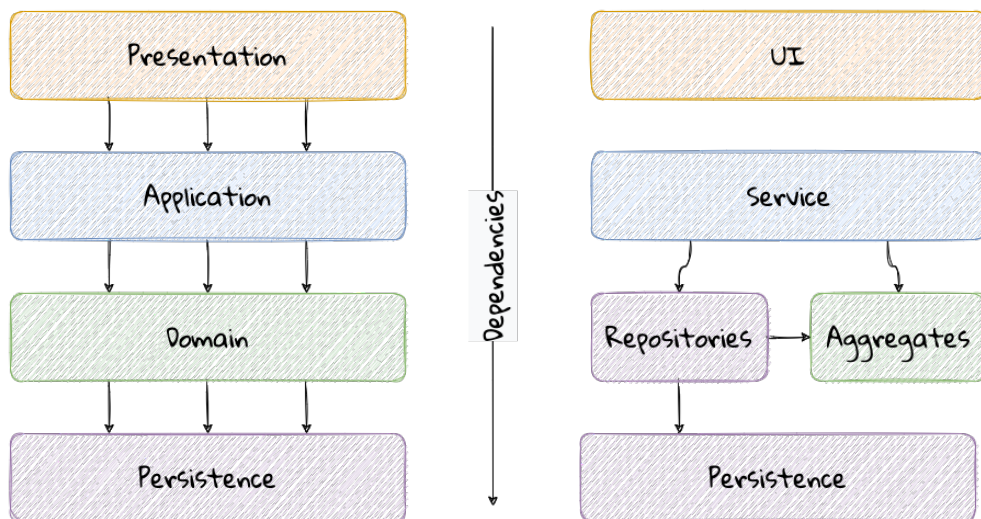 Presentation
Application
Domain
Persistence
Dependencies
UI
Service
Repositories
Aggregates
Persistence